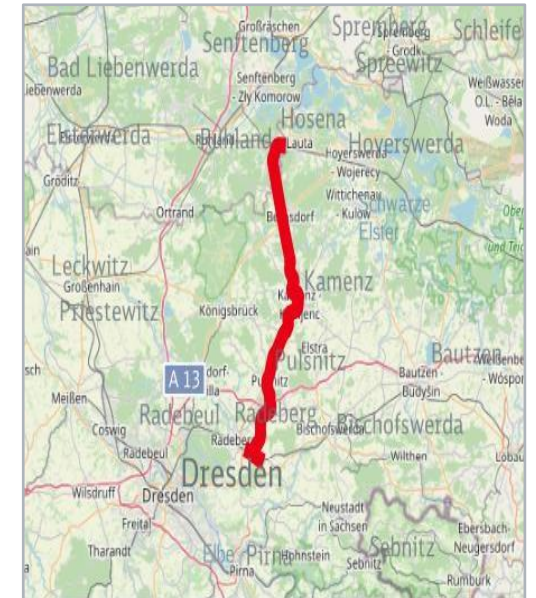 Großräschen
Spremberg
Schleife
Senftenberg
Spremberg
- Grodk
Bad Liebenwerda
Spreewitz
Senftenberg
- Zły Komorow
Weißwasser
O.L. - Běła
Woda
Hosena
Elsterwerda
Ruhland
Lauta
Hoyerswerda
Hoyerswerda
- Wojerecy
Gröditz
Wittichenau
- Kulow
Schwarze
Elster
Ortrand
Leckwitz
Großenhain
Kamenz
Priestewitz
Königsbrück
Elstra
Pulsnitz
Bautzen
A 13
Bautzen -
Budyšin
Meißen
Radebeul
Radeberg
Bischofswerda
Coswig
Radebeul
Wilthen
Dresden
Wilsdruff
Dresden
Neustadt
in Sachsen
Freital
Ebersbach-
Neugersdorf
Tharandt
Elbe
Pirna
Hohnstein
Sebnitz
Sebnitz
Pirna
Rumburk